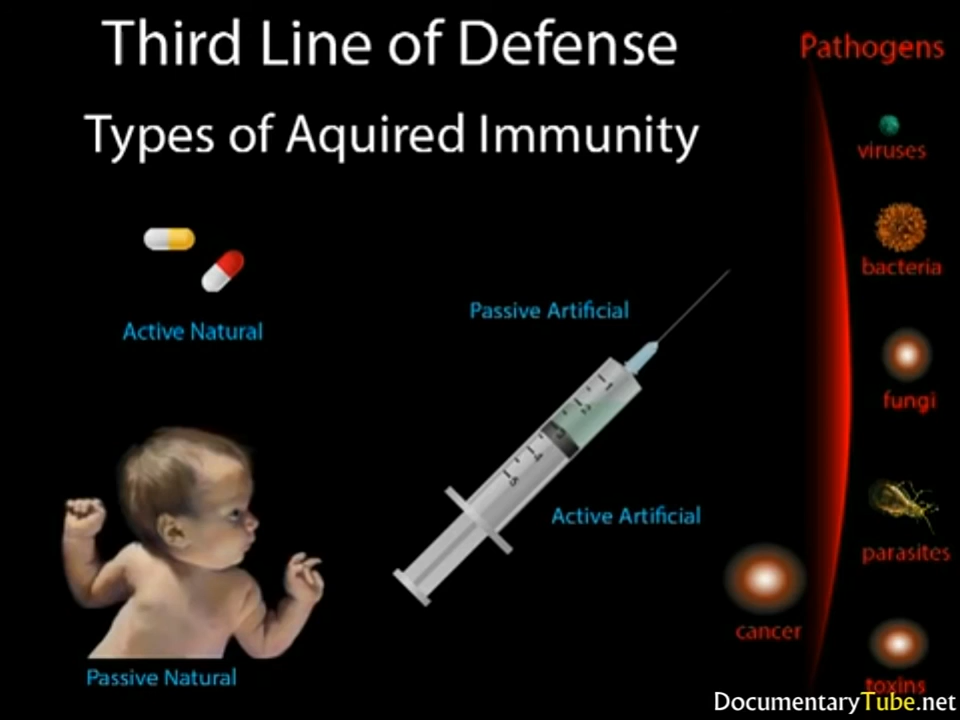 Third Line of Defense
Types of Aquired Immunity
Pathogens
viruses
bacteria
fungi
parasites
cancer
toxins
Active Natural
Passive Artificial
Active Artificial
Passive Natural
DocumentaryTube.net